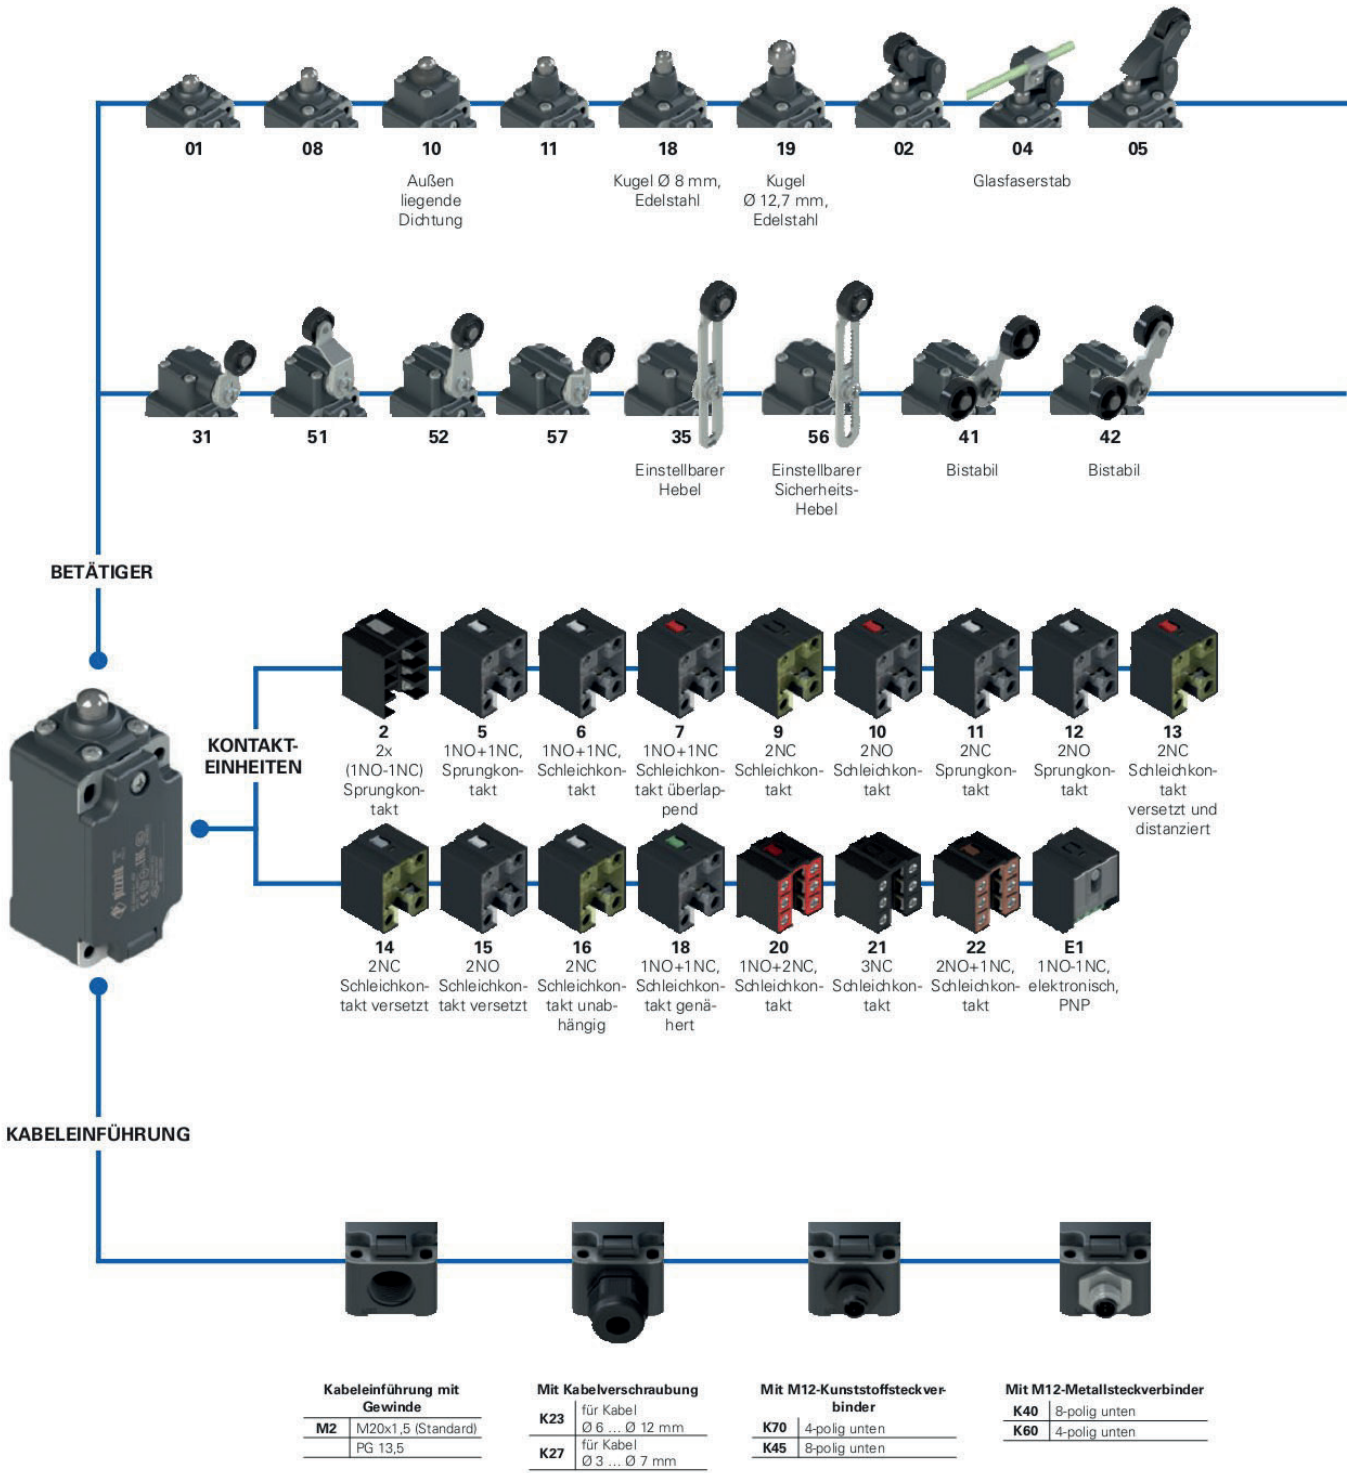 01
08
10
Außen
liegende
Dichtung
11
18
Kugel Ø 8 mm,
Edelstahl
19
Kugel
Ø 12,7 mm,
Edelstahl
02
04
Glasfaserstab
05
31
51
52
57
35
Einstellbarer
Hebel
56
Einstellbarer
Sicherheits-
Hebel
41
Bistabil
42
Bistabil
BETÄTIGER
KONTAKT-
EINHEITEN
2
2x
(1NO-1NC)
Sprungkon-
takt
5
1NO+1NC,
Sprungkon-
takt
6
1NO+1NC,
Schleichkon-
takt
7
1NO+1NC
Schleichkon-
takt überlap-
pend
9
2NC
Schleichkon-
takt
10
2NO
Schleichkon-
takt
11
2NC
Sprungkon-
takt
12
2NO
Sprungkon-
takt
13
2NC
Schleichkon-
takt
versetzt und
distanziert
14
2NC
Schleichkon-
takt versetzt
15
2NO
Schleichkon-
takt versetzt
16
2NC
Schleichkon-
takt unab-
hängig
18
1NO+1NC,
Schleichkon-
takt genä-
hert
20
1NO+2NC,
Schleichkon-
takt
21
3NC
Schleichkon-
takt
22
2NO+1NC,
Schleichkon-
takt
E1
1NO-1NC,
elektronisch,
PNP
pizzato
KABELEINFÜHRUNG
Kabeleinführung mit
Gewinde
M2 M20x1,5 (Standard)
PG 13,5
Mit Kabelverschraubung
K23 für Kabel
Ø 6 ... Ø 12 mm
K27 für Kabel
Ø 3 ... Ø 7 mm
Mit M12-Kunststoffsteckver-
binder
K70 4-polig unten
K45 8-polig unten
Mit M12-Metallsteckverbinder
K40 8-polig unten
K60 4-polig unten